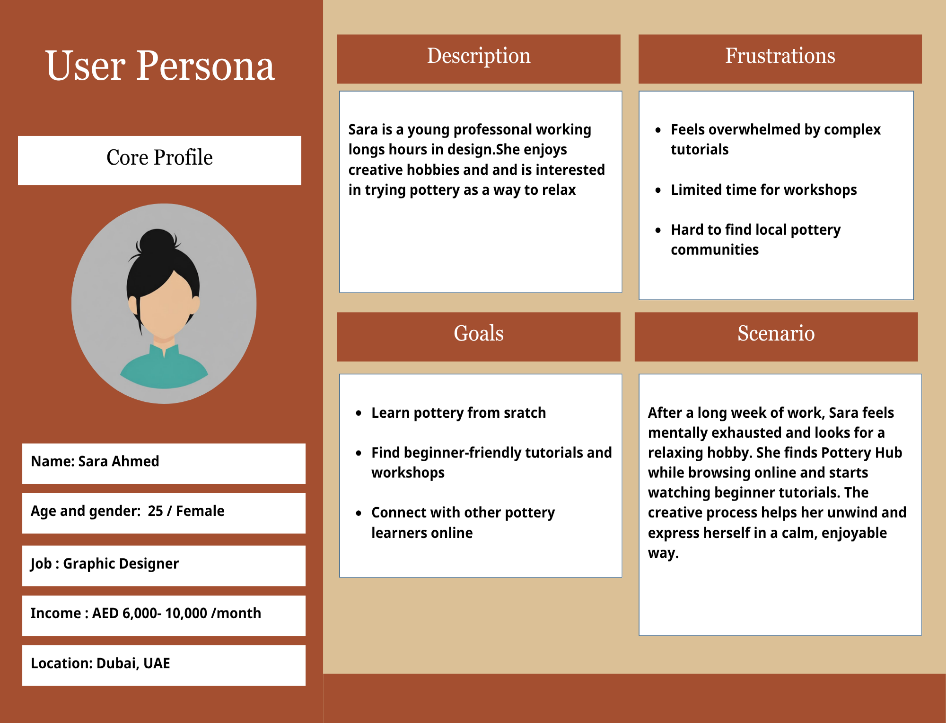 User Persona
Core Profile
Name: Sara Ahmed
Age and gender:  25 / Female
Job : Graphic Designer
Income : AED 6,000- 10,000 /month
Location: Dubai, UAE
Description
Sara is a young professonal working
longs hours in design.She enjoys
creative hobbies and and is interested
in trying pottery as a way to relax
Frustrations
• Feels overwhelmed by complex
tutorials
• Limited time for workshops
• Hard to find local pottery
communities
Goals
• Learn pottery from sratch
• Find beginner-friendly tutorials and
workshops
• Connect with other pottery
learners online
Scenario
After a long week of work, Sara feels
mentally exhausted and looks for a
relaxing hobby. She finds Pottery Hub
while browsing online and starts
watching beginner tutorials. The
creative process helps her unwind and
express herself in a calm, enjoyable
way.